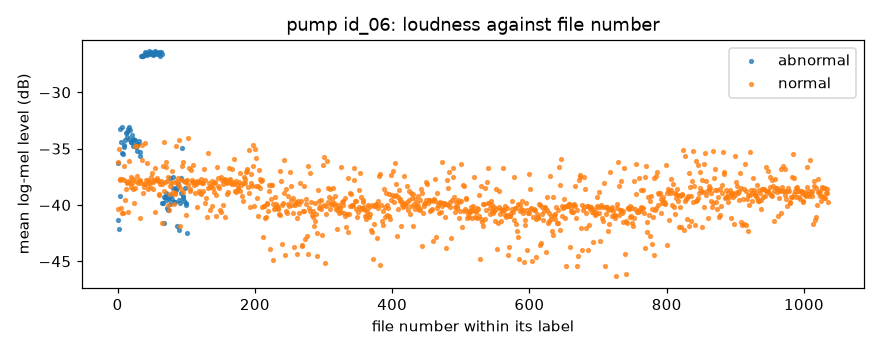 pump id_06: loudness against file number
mean log-mel level (dB)
−30
−35
−40
−45
abnormal
normal
0
200
400
600
800
1000
file number within its label